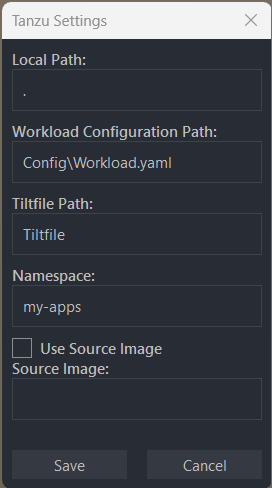 Tanzu Settings
Local Path:
.
Workload Configuration Path:
Config\Workload.yaml
Tiltfile Path:
Tiltfile
Namespace:
my-apps
Use Source Image
Source Image:
Save Cancel